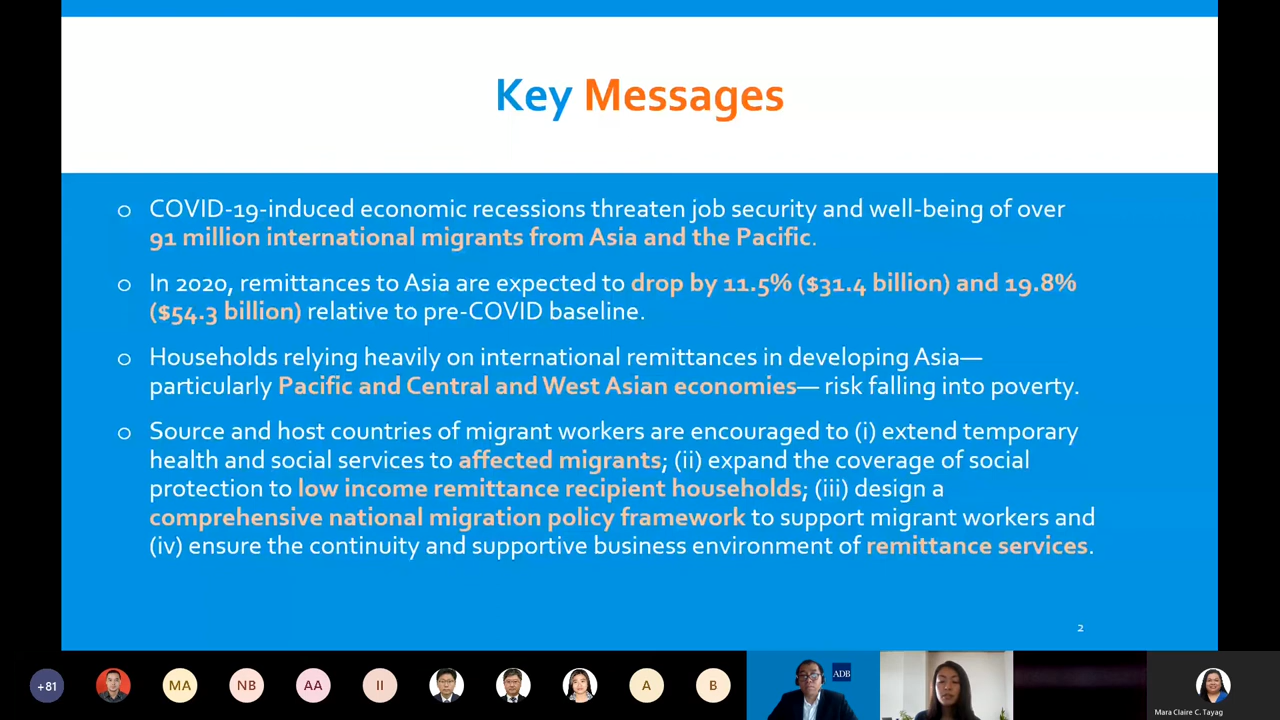 Key Messages
o COVID-19-induced economic recessions threaten job security and well-being of over
91 million international migrants from Asia and the Pacific.
o In 2020, remittances to Asia are expected to drop by 11.5% ($31.4 billion) and 19.8%
($54.3 billion) relative to pre-COVID baseline.
o Households relying heavily on international remittances in developing Asia—
particularly Pacific and Central and West Asian economies— risk falling into poverty.
o Source and host countries of migrant workers are encouraged to (i) extend temporary
health and social services to affected migrants; (ii) expand the coverage of social
protection to low income remittance recipient households; (iii) design a
comprehensive national migration policy framework to support migrant workers and
(iv) ensure the continuity and supportive business environment of remittance services.
2
+81
MA
NB
AA
II
A
B
ADB
Mara Claire C. Tayag